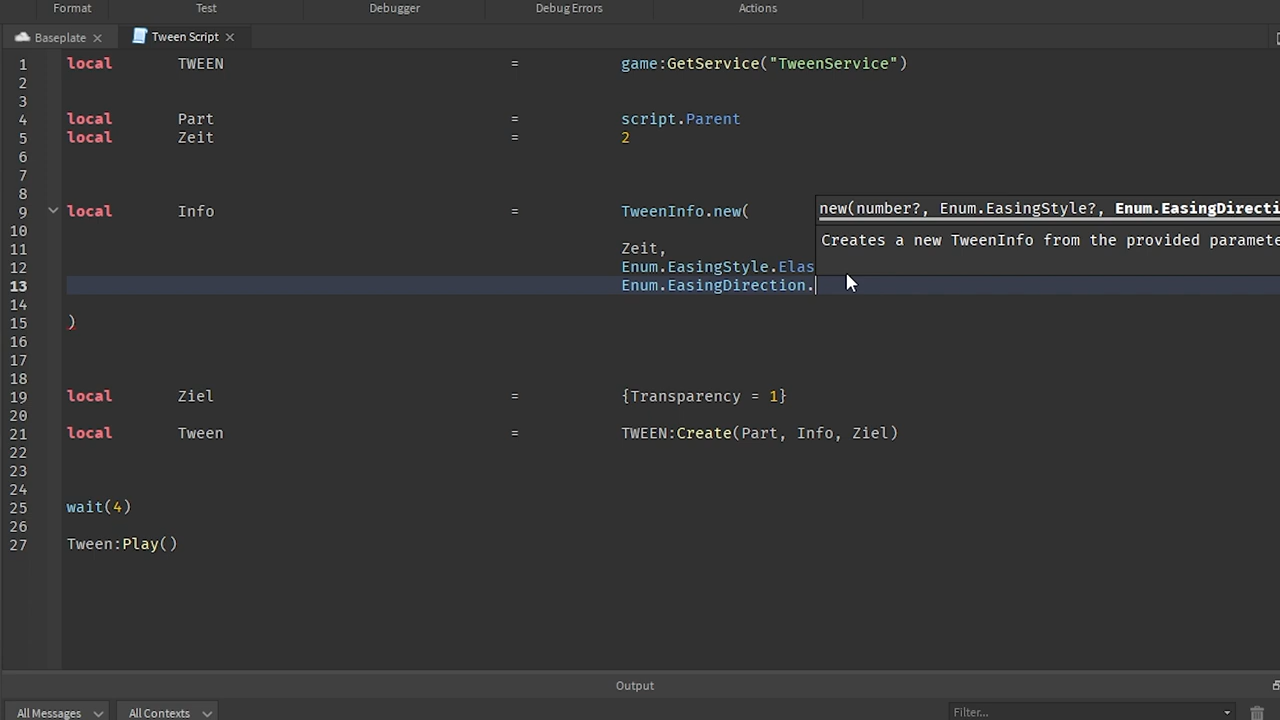 Format Test Debugger Debug Errors Actions
Baseplate Tween Script
1 local TWEEN = game:GetService("TweenService")
2
3
4 local Part = script.Parent
5 local Zeit = 2
6
7
8
9 local Info = TweenInfo.new(
new(number?, Enum.EasingStyle?, Enum.EasingDirecti
10
11 Zeit,
Creates a new TweenInfo from the provided paramete
12 Enum.EasingStyle.Elas
13 Enum.EasingDirection.
14
15 )
16
17
18
19 local Ziel = {Transparency = 1}
20
21 local Tween = TWEEN:Create(Part, Info, Ziel)
22
23
24
25 wait(4)
26
27 Tween:Play()
Output
All Messages All Contexts Filter...